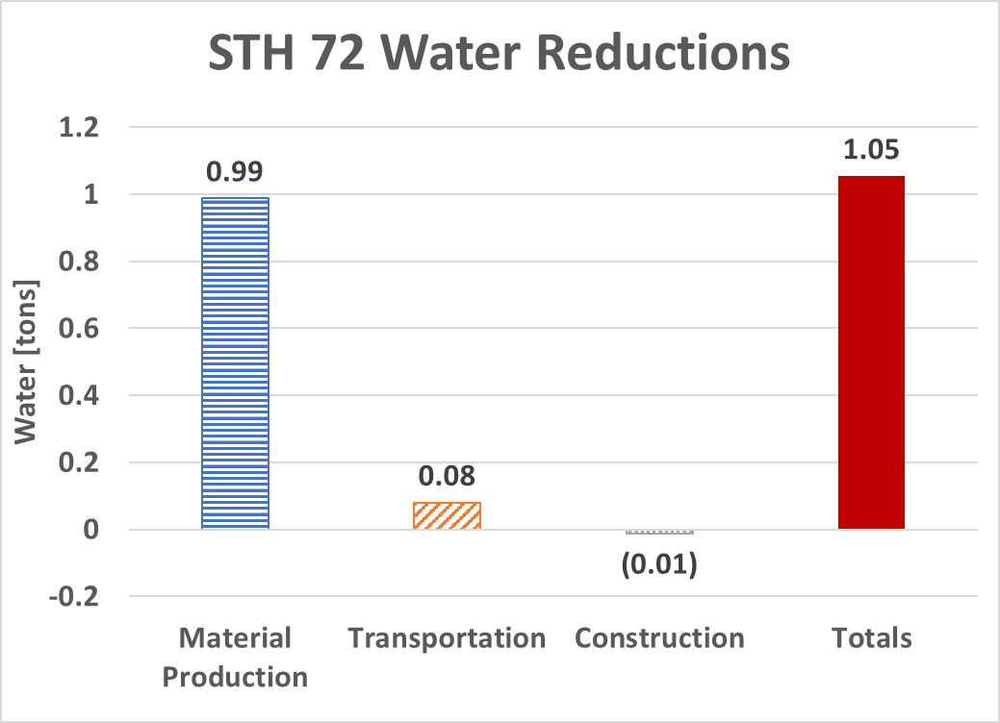 STH 72 Water Reductions
1.2
1
0.8
0.6
0.4
0.2
0
-0.2
Water [tons]
0.99
0.08
(0.01)
1.05
Material
Production
Transportation
Construction
Totals